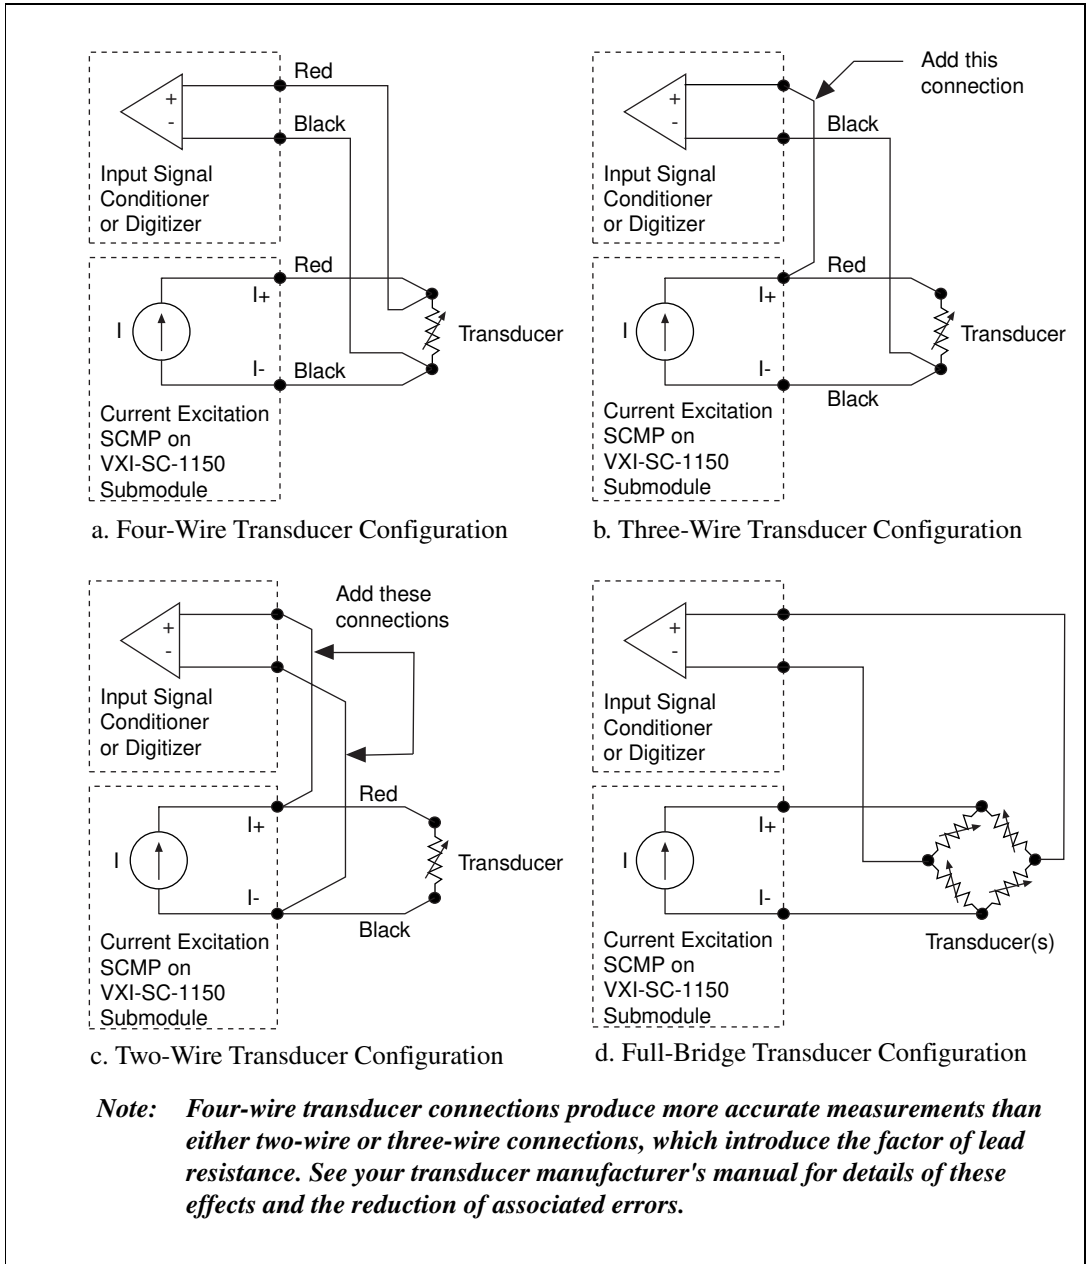 Red
+
-
Black
Input Signal
Conditioner
or Digitizer
Red
I+
I
Transducer
I-
Black
Current Excitation
SCMP on
VXI-SC-1150
Submodule
a. Four-Wire Transducer Configuration
Add this
connection
+
-
Black
Input Signal
Conditioner
or Digitizer
Red
I+
I
Transducer
I-
Black
Current Excitation
SCMP on
VXI-SC-1150
Submodule
b. Three-Wire Transducer Configuration
Add these
connections
+
-
Input Signal
Conditioner
or Digitizer
Red
I+
I
Transducer
I-
Black
Current Excitation
SCMP on
VXI-SC-1150
Submodule
c. Two-Wire Transducer Configuration
+
-
Input Signal
Conditioner
or Digitizer
I+
I
I-
Transducer(s)
Current Excitation
SCMP on
VXI-SC-1150
Submodule
d. Full-Bridge Transducer Configuration
Note: Four-wire transducer connections produce more accurate measurements than
either two-wire or three-wire connections, which introduce the factor of lead
resistance. See your transducer manufacturer's manual for details of these
effects and the reduction of associated errors.